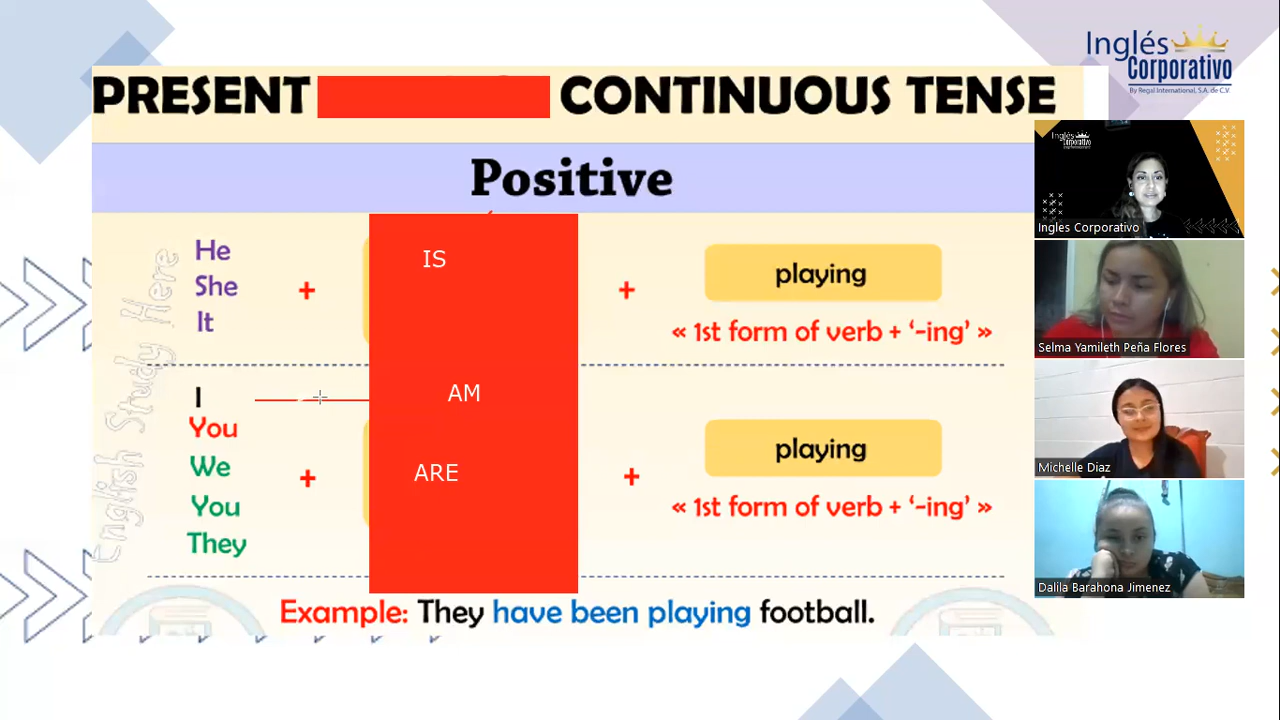 Inglés
Corporativo
By Regal International, S.A. de C.V.
PRESENT CONTINUOUS TENSE
Positive
He
She
It
+
IS
+
playing
« 1st form of verb + ‘-ing’ »
I
You
We
You
They
+
AM
ARE
+
playing
« 1st form of verb + ‘-ing’ »
Example: They have been playing football.
English Study Here
Inglés
Corporativo
Ingles Corporativo
Selma Yamileth Peña Flores
Michelle Diaz
Dalila Barahona Jimenez